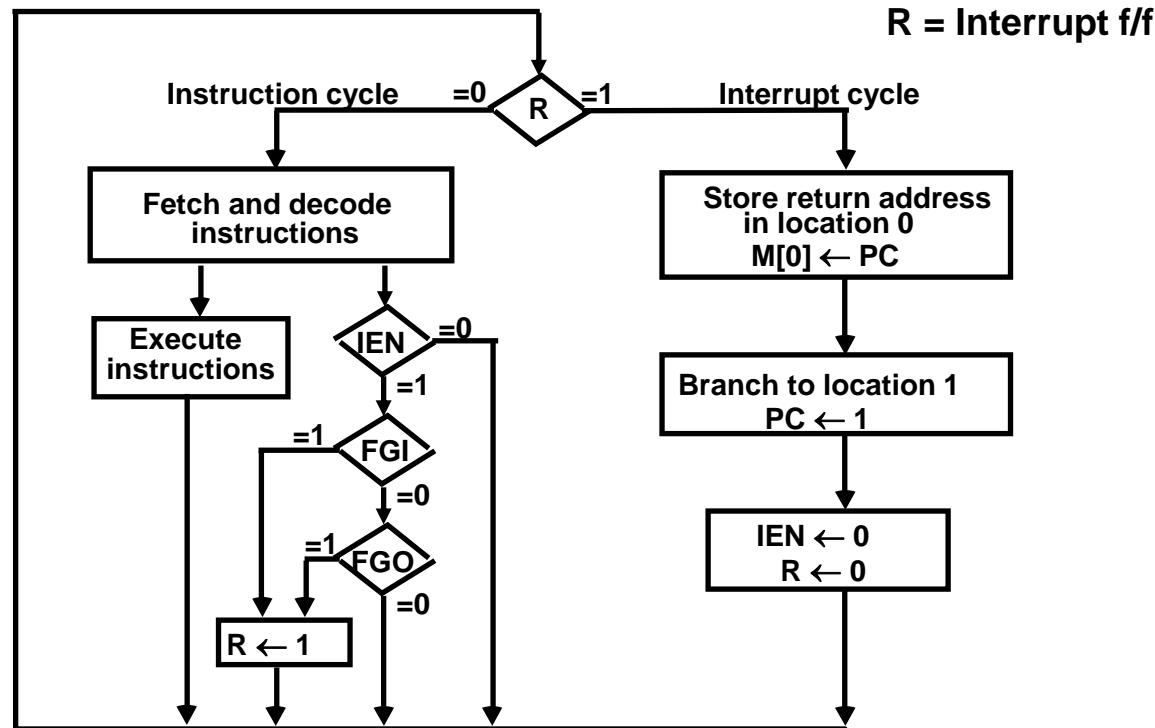 R = Interrupt f/f
Instruction cycle
=0
R
=1
Interrupt cycle
Fetch and decode
instructions
Store return address
in location 0
M[0] ← PC
Execute
instructions
IEN
=0
=1
Branch to location 1
PC ← 1
=1
FGI
=0
IEN ← 0
R ← 0
=1
FGO
=0
R ← 1